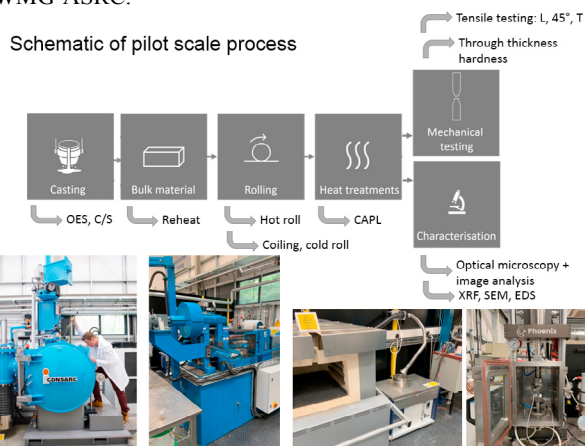 WMG-ASRC.
Schematic of pilot scale process
Tensile testing: L, 45°, T
Through thickness
hardness
Casting
Bulk material
Rolling
Heat treatments
Mechanical
testing
Characterisation
OES, C/S
Reheat
Hot roll
Coiling, cold roll
CAPL
Optical microscopy +
image analysis
XRF, SEM, EDS
CONSARC
Phoenix